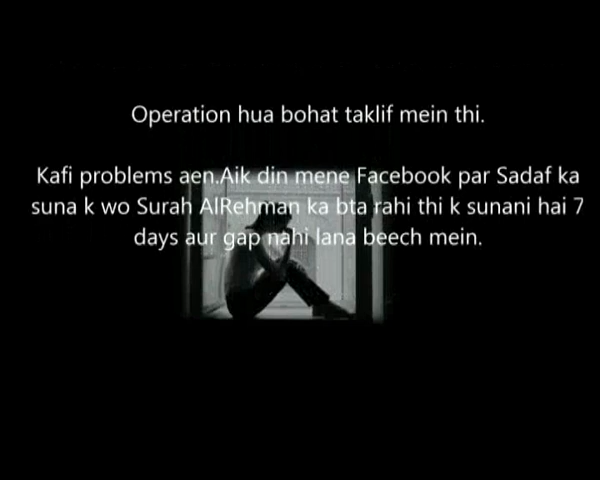 Operation hua bohat taklif mein thi.
Kafi problems aen.Aik din mene Facebook par Sadaf ka
suna k wo Surah AlRehman ka bta rahi thi k sunani hai 7
days aur gap nahi lana beech mein.